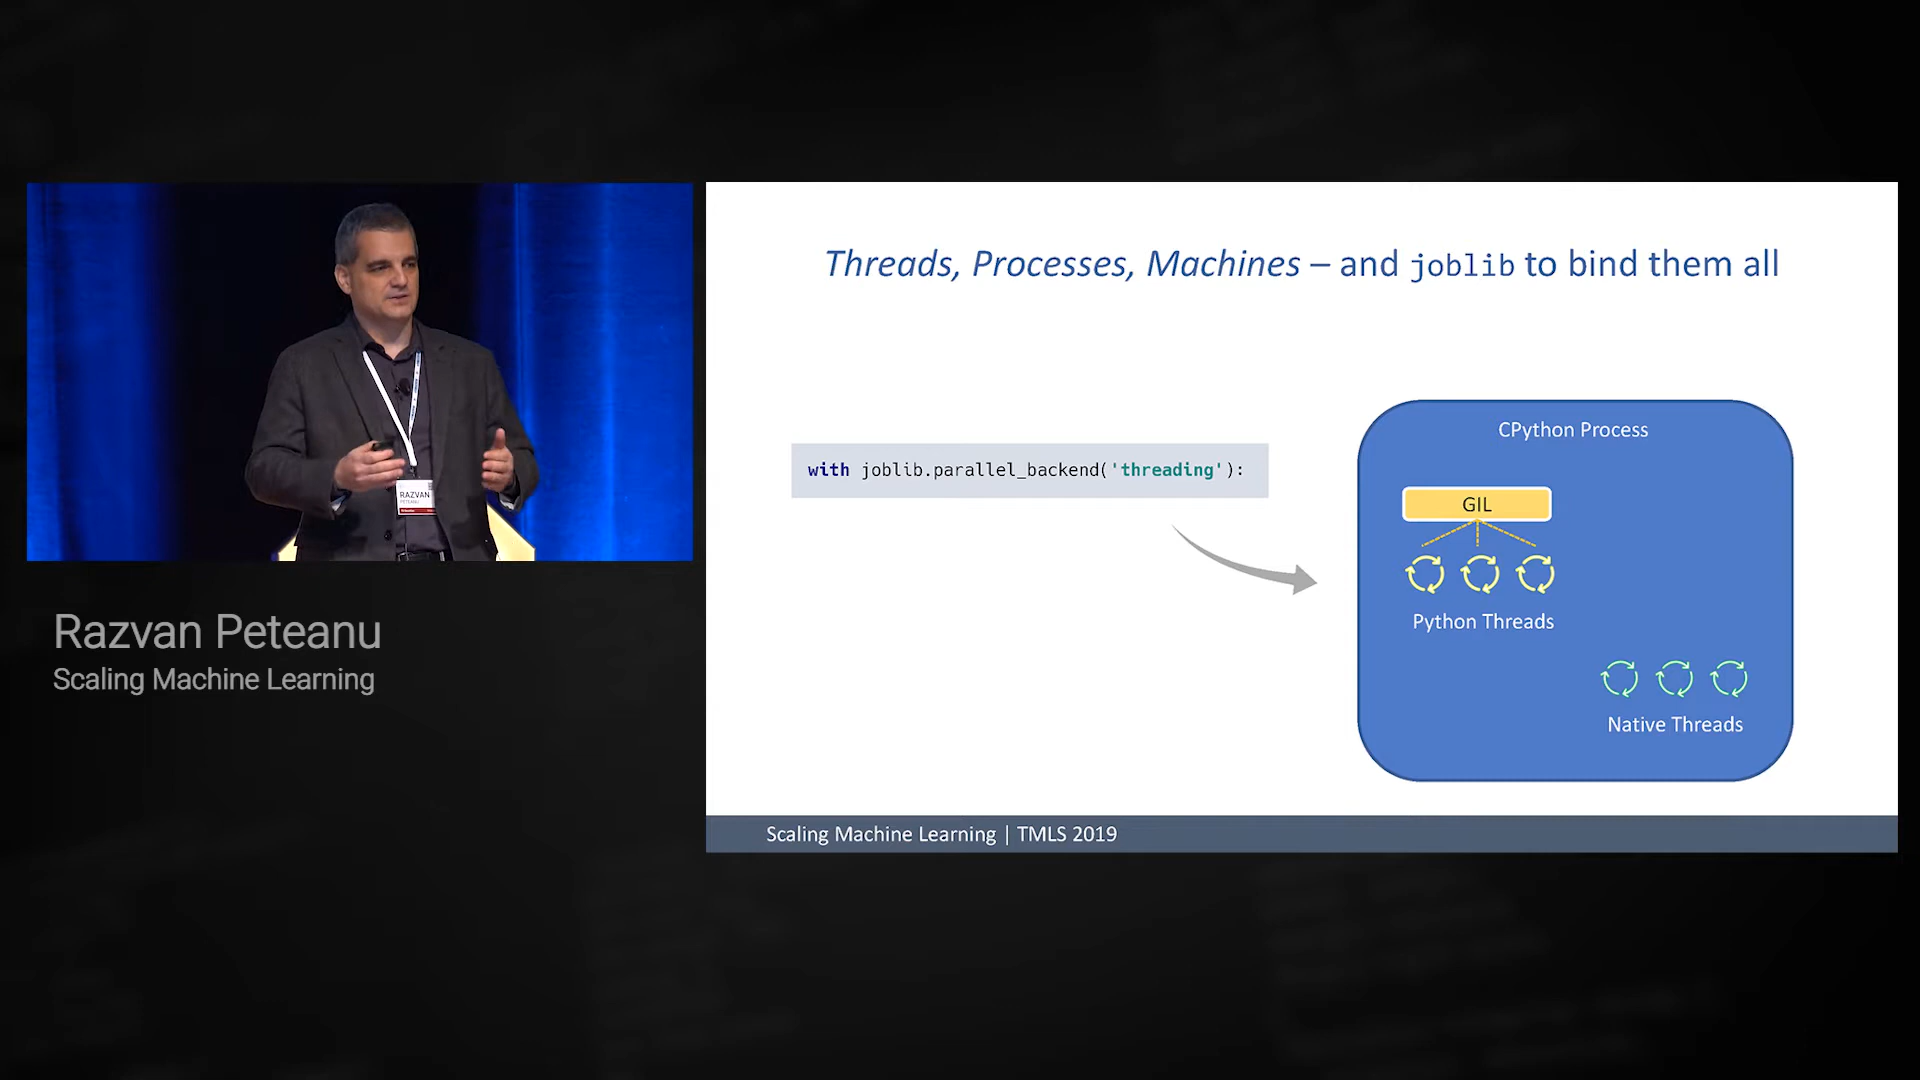 RAZVAN
PETEANU
Razvan Peteanu
Scaling Machine Learning
Threads, Processes, Machines – and joblib to bind them all
with joblib.parallel_backend('threading'):
CPython Process
GIL
Python Threads
Native Threads
Scaling Machine Learning | TMLS 2019